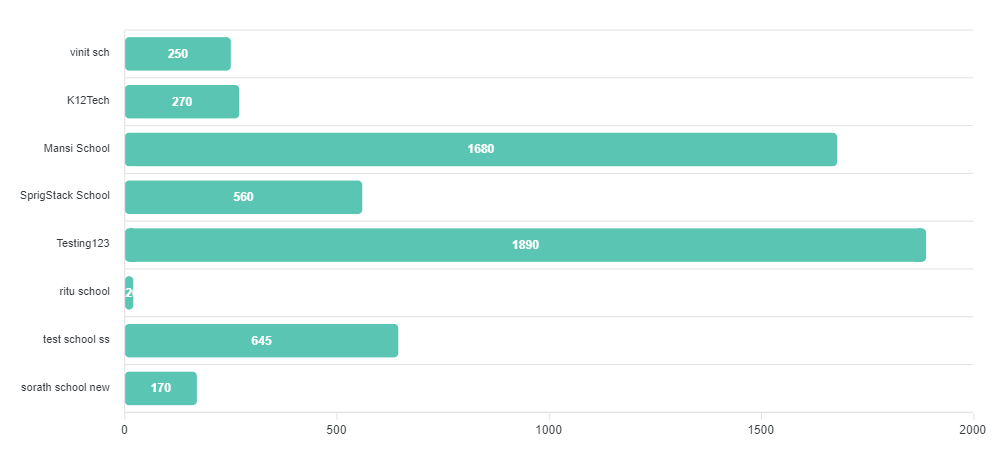 vinit sch 250
K12Tech 270
Mansi School 1680
SprigStack School 560
Testing123 1890
ritu school
test school ss 645
sorath school new 170
0 500 1000 1500 2000